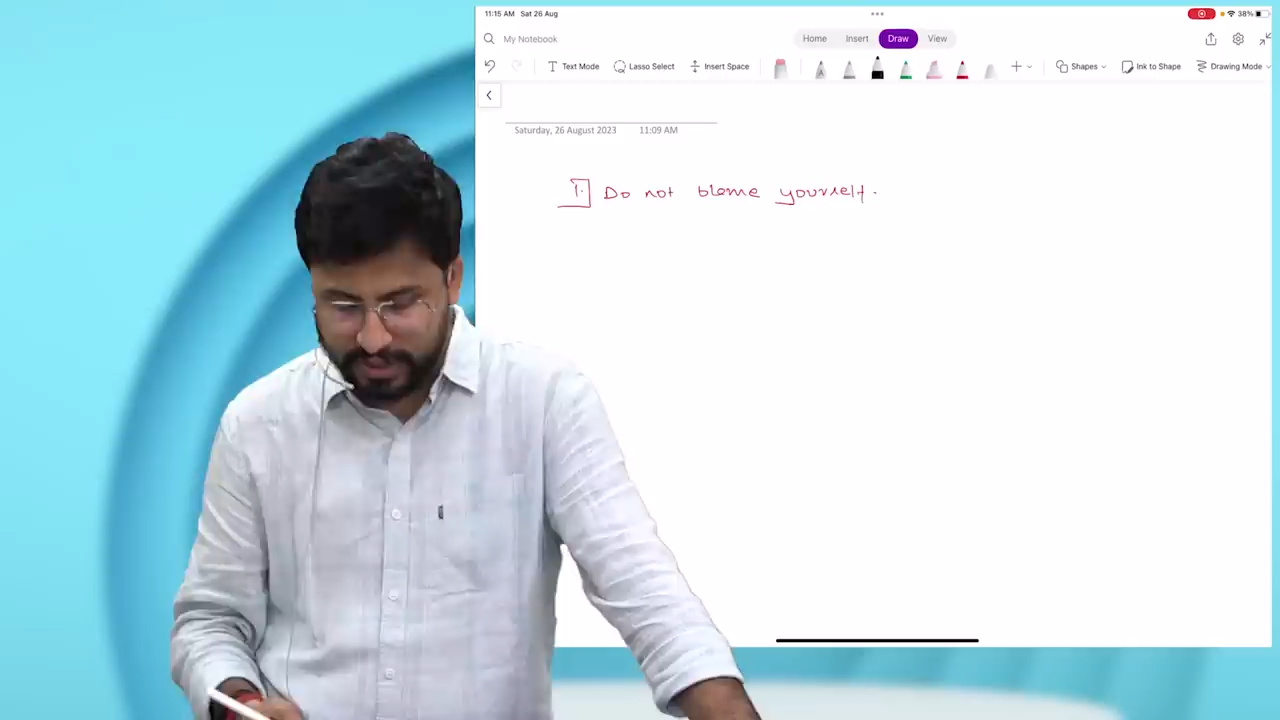 11:15 AM Sat 26 Aug 38%
My Notebook Home Insert Draw View
Text Mode Lasso Select Insert Space A Shapes Ink to Shape Drawing Mode
Saturday, 26 August 2023 11:09 AM
1. Do not blame yourself.